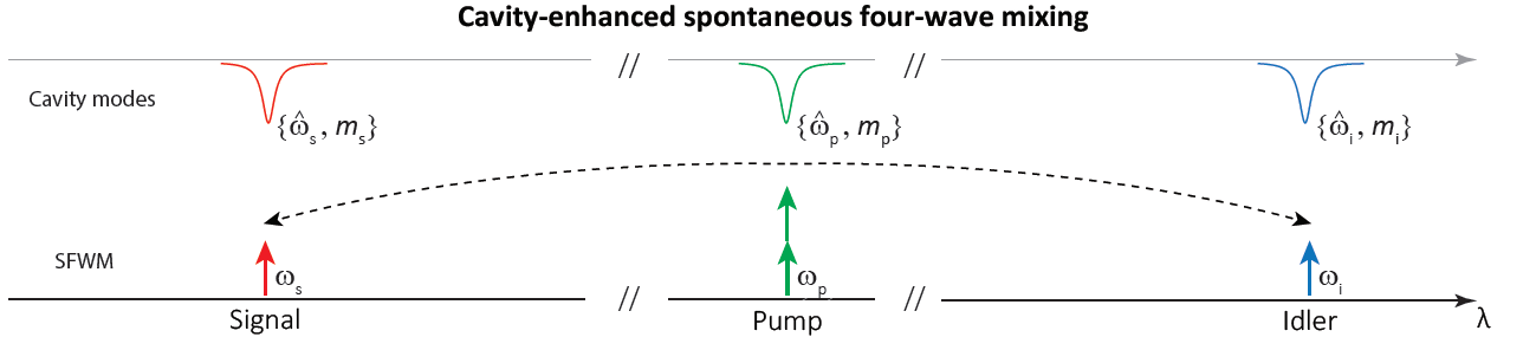 Cavity-enhanced spontaneous four-wave mixing
// //
Cavity modes
{ω̂s, ms} {ω̂p, mp} {ω̂i, mi}
SFWM
ωs ωp ωi
// //
Signal Pump Idler λ